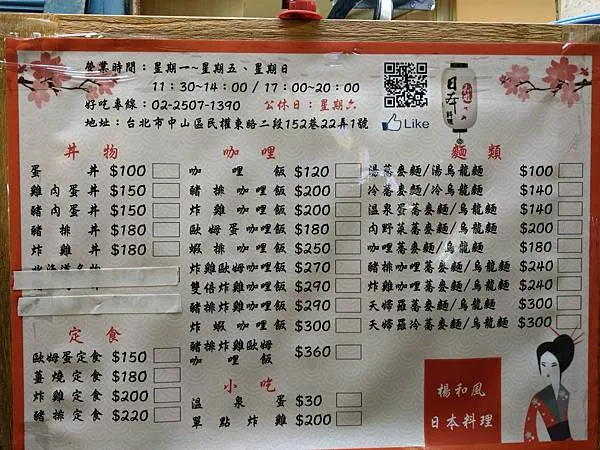 營業時間：星期一~星期五、星期日
11：30~14：00 / 17：00~20：00
好吃專線：02-2507-1390 公休日：星期六
地址：台北市中山區民權東路二段152巷22弄1號
Like
日本料理
丼物
蛋丼 $100
雞肉蛋丼 $150
豬肉蛋丼 $150
豬排丼 $180
炸雞丼 $180
定食
歐姆蛋定食 $150
薑燒定食 $180
炸雞定食 $200
豬排定食 $220
咖哩
咖哩飯 $120
豬排咖哩飯 $200
炸雞咖哩飯 $200
歐姆蛋咖哩飯 $180
蝦排咖哩飯 $250
炸雞歐姆咖哩飯 $270
雙倍炸雞咖哩飯 $290
豬排炸雞咖哩飯 $290
炸蝦咖哩飯 $300
豬排炸雞歐姆
咖哩飯 $360
小吃
溫泉蛋 $30
單點炸雞 $200
麵類
湯蕎麥麵/湯烏龍麵 $100
冷蕎麥麵/冷烏龍麵 $140
溫泉蛋蕎麥麵/烏龍麵 $140
肉野菜蕎麥麵/烏龍麵 $200
咖哩蕎麥麵/烏龍麵 $180
豬排咖哩蕎麥麵/烏龍麵 $240
炸雞咖哩蕎麥麵/烏龍麵 $240
天婦羅蕎麥麵/烏龍麵 $300
天婦羅冷蕎麥麵/烏龍麵 $300
楊和風
日本料理